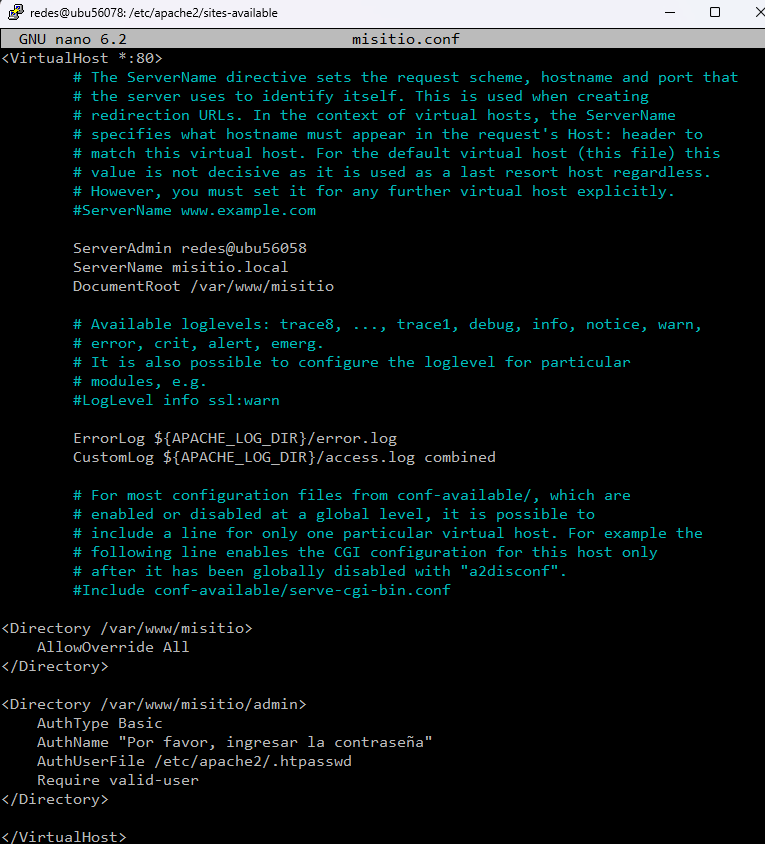 redes@ubu56078: /etc/apache2/sites-available
GNU nano 6.2 misitio.conf
<VirtualHost *:80>
# The ServerName directive sets the request scheme, hostname and port that
# the server uses to identify itself. This is used when creating
# redirection URLs. In the context of virtual hosts, the ServerName
# specifies what hostname must appear in the request's Host: header to
# match this virtual host. For the default virtual host (this file) this
# value is not decisive as it is used as a last resort host regardless.
# However, you must set it for any further virtual host explicitly.
#ServerName www.example.com
ServerAdmin redes@ubu56058
ServerName misitio.local
DocumentRoot /var/www/misitio
# Available loglevels: trace8, ..., trace1, debug, info, notice, warn,
# error, crit, alert, emerg.
# It is also possible to configure the loglevel for particular
# modules, e.g.
#LogLevel info ssl:warn
ErrorLog ${APACHE_LOG_DIR}/error.log
CustomLog ${APACHE_LOG_DIR}/access.log combined
# For most configuration files from conf-available/, which are
# enabled or disabled at a global level, it is possible to
# include a line for only one particular virtual host. For example the
# following line enables the CGI configuration for this host only
# after it has been globally disabled with "a2disconf".
#Include conf-available/serve-cgi-bin.conf
<Directory /var/www/misitio>
AllowOverride All
</Directory>
<Directory /var/www/misitio/admin>
AuthType Basic
AuthName "Por favor, ingresar la contraseña"
AuthUserFile /etc/apache2/.htpasswd
Require valid-user
</Directory>
</VirtualHost>